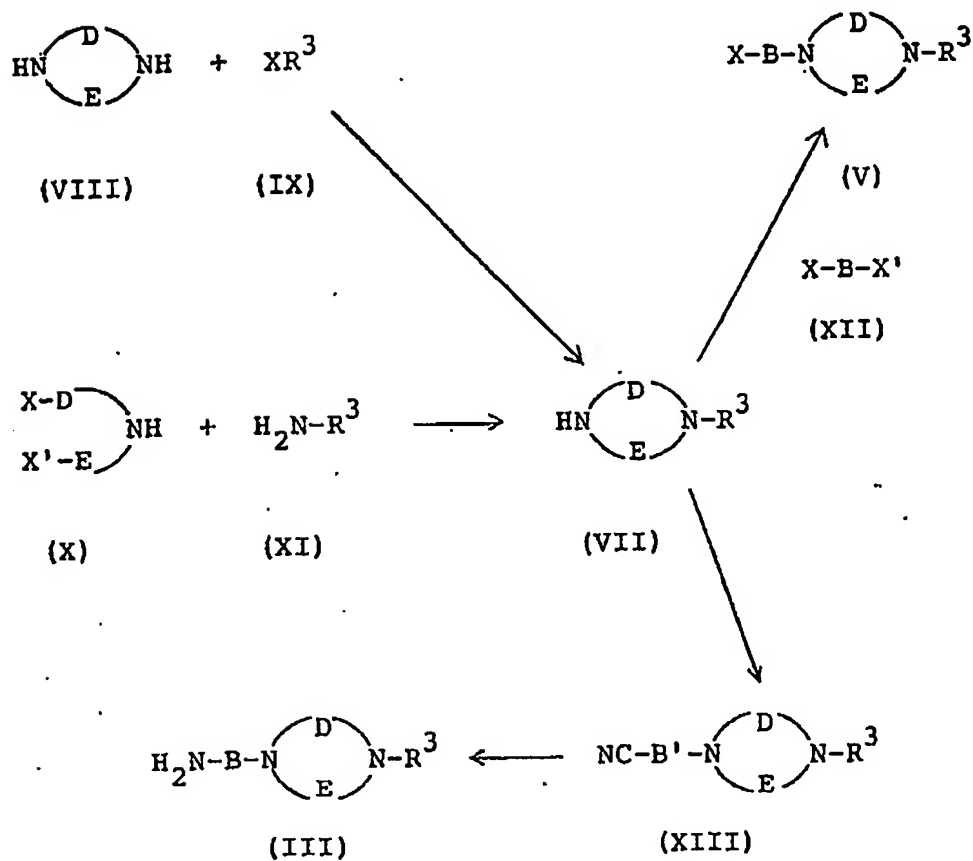 HN D E NH + XR³ X-B-N D E N-R³
(VIII) (IX) (V)
X-B-X'
(XII)
X-D X'-E NH + H₂N-R³ HN D E N-R³
(X) (XI) (VII)
H₂N-B-N D E N-R³ NC-B'-N D E N-R³
(III) (XIII)